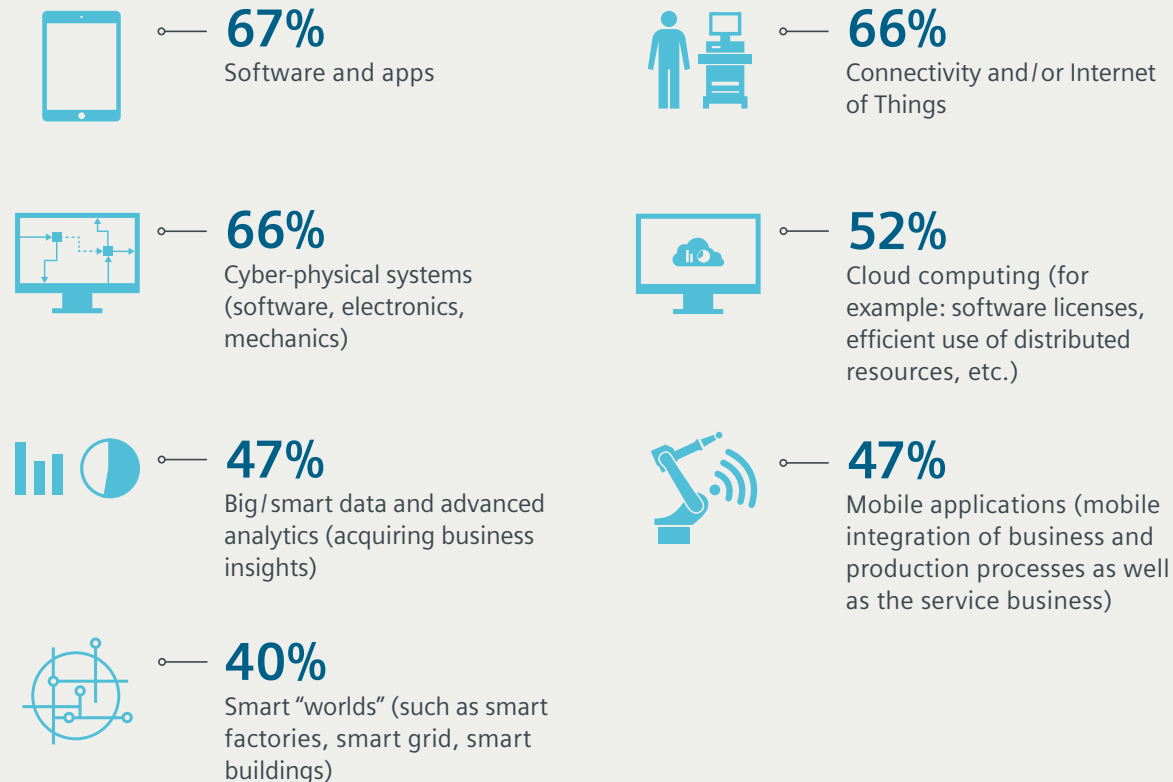 67%
Software and apps
66%
Connectivity and/or Internet
of Things
66%
Cyber-physical systems
(software, electronics,
mechanics)
52%
Cloud computing (for
example: software licenses,
efficient use of distributed
resources, etc.)
47%
Big/smart data and advanced
analytics (acquiring business
insights)
47%
Mobile applications (mobile
integration of business and
production processes as well
as the service business)
40%
Smart “worlds” (such as smart
factories, smart grid, smart
buildings)